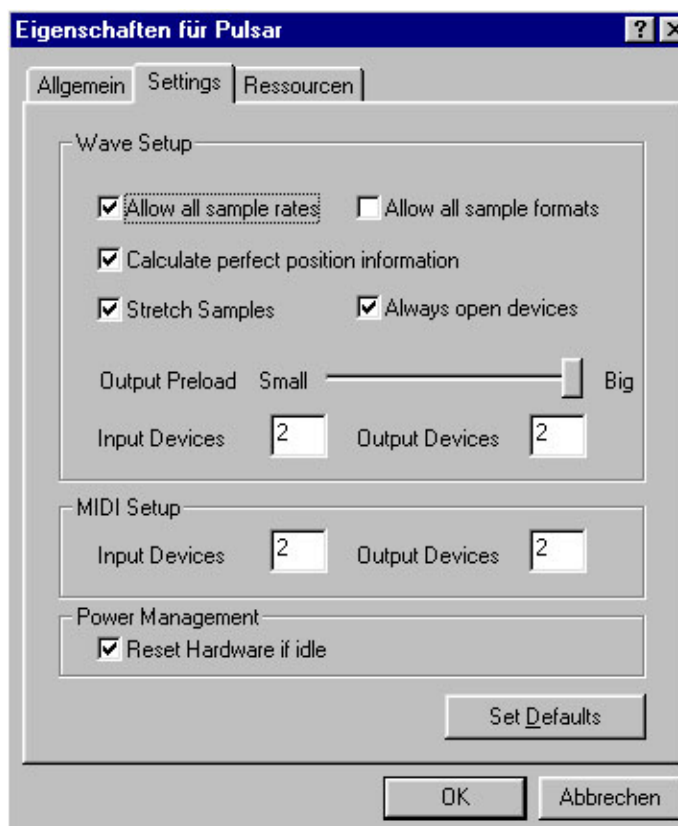 Eigenschaften für Pulsar
Allgemein Settings Ressourcen
Wave Setup
Allow all sample rates Allow all sample formats
Calculate perfect position information
Stretch Samples Always open devices
Output Preload Small Big
Input Devices 2 Output Devices 2
MIDI Setup
Input Devices 2 Output Devices 2
Power Management
Reset Hardware if idle
Set Defaults
OK Abbrechen